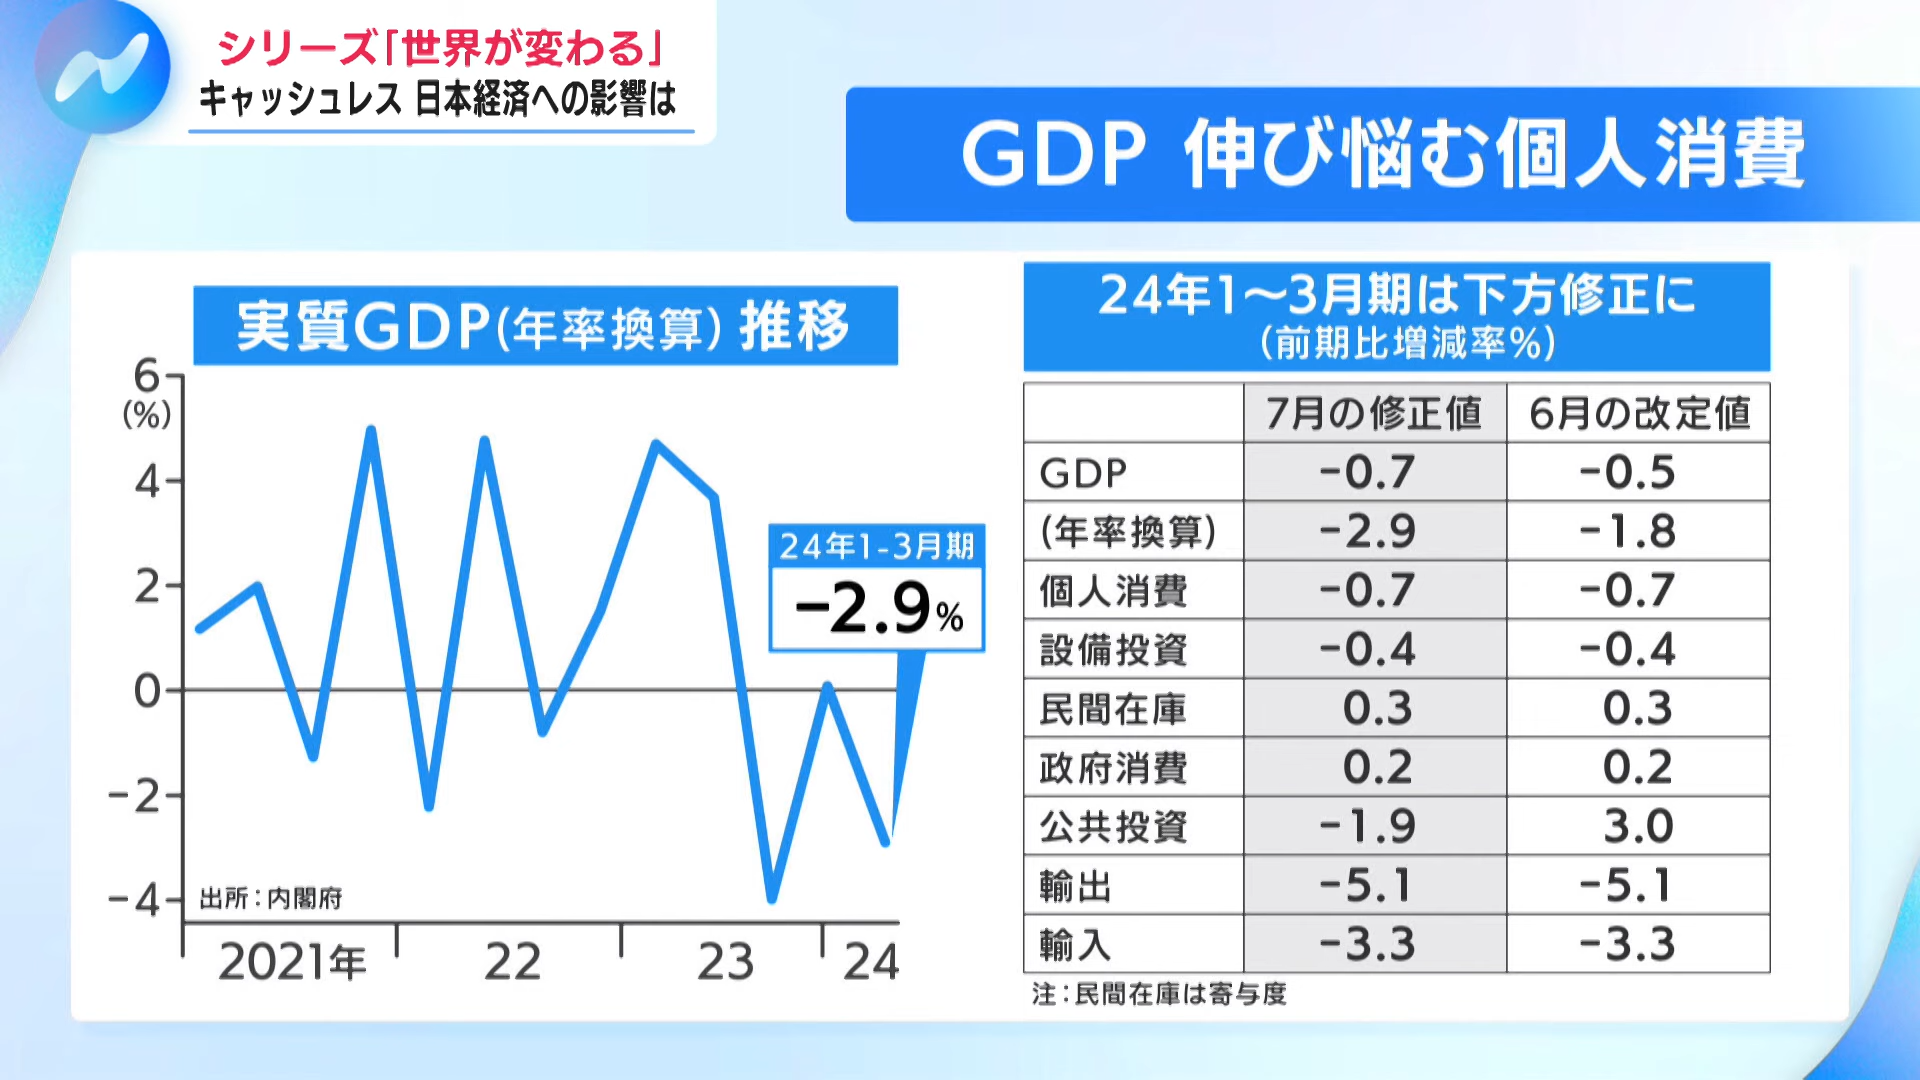 シリーズ「世界が変わる」
キャッシュレス 日本経済への影響は
GDP 伸び悩む個人消費
実質GDP(年率換算) 推移
6
(%)
4
2
0
-2
-4
24年1-3月期
-2.9%
出所：内閣府
2021年 22 23 24
24年1～3月期は下方修正に
(前期比増減率%)
7月の修正値 6月の改定値
GDP -0.7 -0.5
(年率換算) -2.9 -1.8
個人消費 -0.7 -0.7
設備投資 -0.4 -0.4
民間在庫 0.3 0.3
政府消費 0.2 0.2
公共投資 -1.9 3.0
輸出 -5.1 -5.1
輸入 -3.3 -3.3
注：民間在庫は寄与度